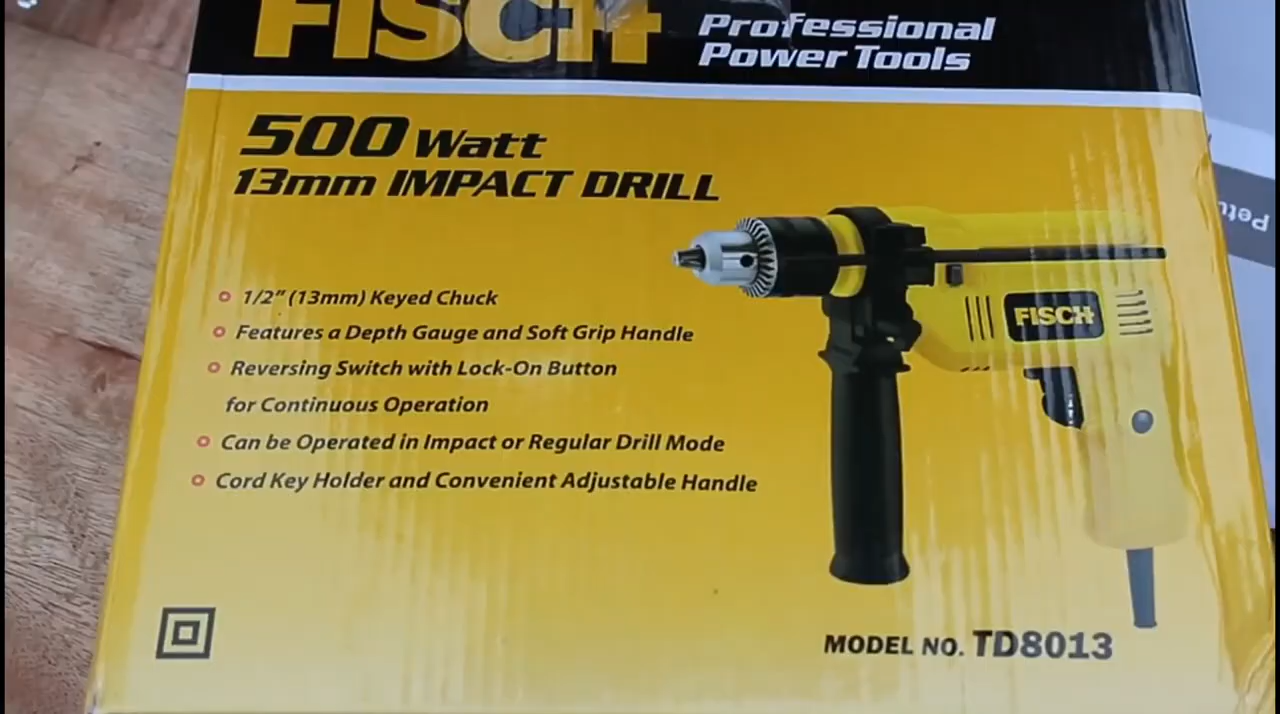 FISCH
Professional
Power Tools
500 Watt
13mm IMPACT DRILL
1/2" (13mm) Keyed Chuck
Features a Depth Gauge and Soft Grip Handle
Reversing Switch with Lock-On Button
for Continuous Operation
Can be Operated in Impact or Regular Drill Mode
Cord Key Holder and Convenient Adjustable Handle
FISCH
MODEL NO. TD8013